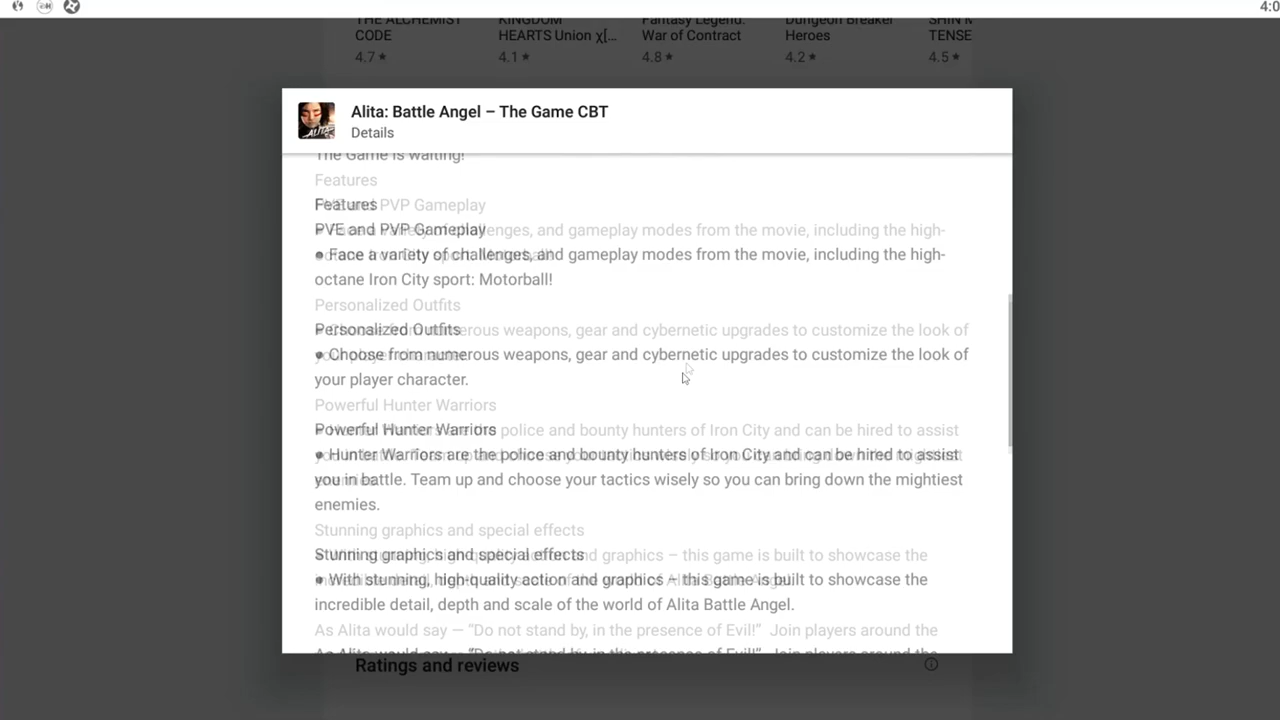 4:0
THE ALCHEMIST KINGDOM Fantasy Legend: Dungeon Breaker SHIN M
CODE HEARTS Union χ[... War of Contract Heroes TENSE
4.7 ★ 4.1 ★ 4.8 ★ 4.2 ★ 4.5 ★
Alita: Battle Angel – The Game CBT
Details
The Game is waiting!
Features
PVE and PVP Gameplay
● Face a variety of challenges, and gameplay modes from the movie, including the high-
octane Iron City sport: Motorball!
Personalized Outfits
● Choose from numerous weapons, gear and cybernetic upgrades to customize the look of
your player character.
Powerful Hunter Warriors
● Hunter Warriors are the police and bounty hunters of Iron City and can be hired to assist
you in battle. Team up and choose your tactics wisely so you can bring down the mightiest
enemies.
Stunning graphics and special effects
● With stunning, high-quality action and graphics – this game is built to showcase the
incredible detail, depth and scale of the world of Alita Battle Angel.
As Alita would say — “Do not stand by, in the presence of Evil!” Join players around the
Ratings and reviews